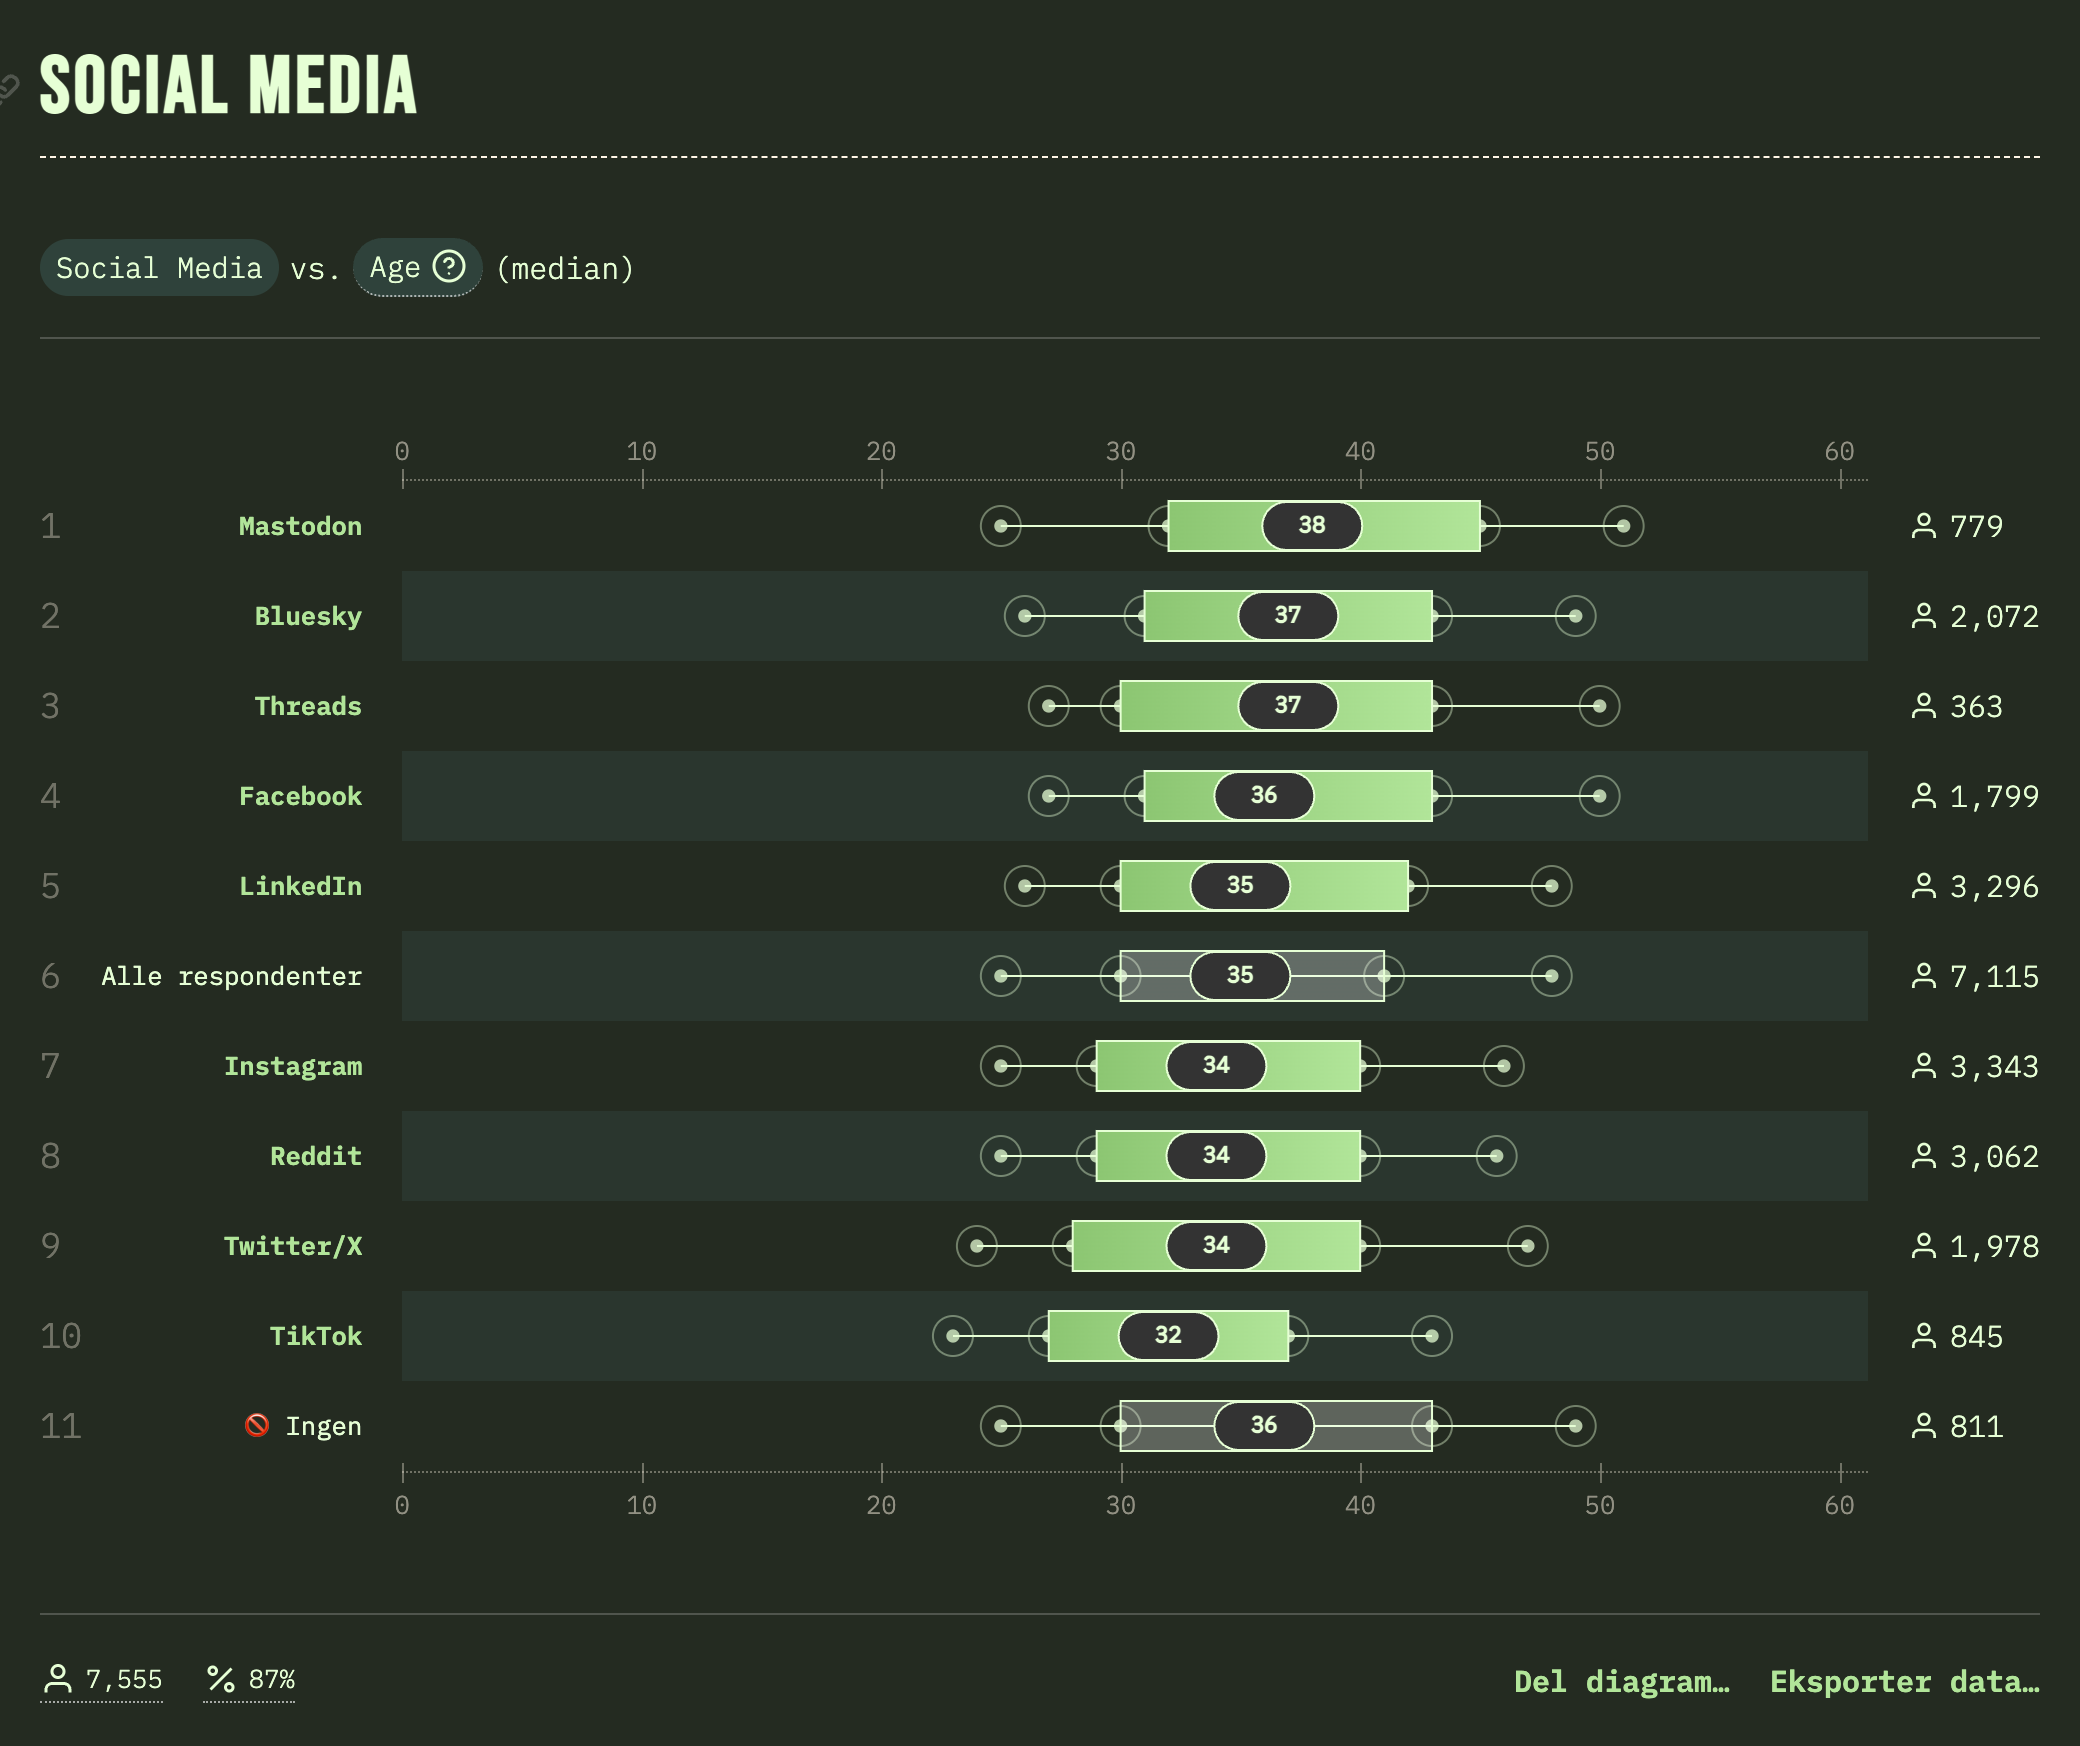 SOCIAL MEDIA
Social Media vs. Age (median)
0 10 20 30 40 50 60
1 Mastodon 38 779
2 Bluesky 37 2,072
3 Threads 37 363
4 Facebook 36 1,799
5 LinkedIn 35 3,296
6 Alle respondenter 35 7,115
7 Instagram 34 3,343
8 Reddit 34 3,062
9 Twitter/X 34 1,978
10 TikTok 32 845
11 🚫 Ingen 36 811
0 10 20 30 40 50 60
7,555 87% Del diagram… Eksporter data…